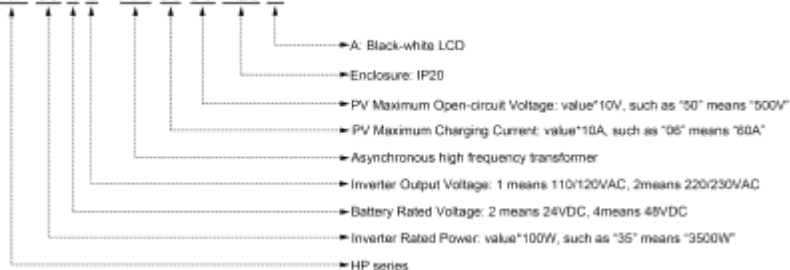 A: Black-white LCD
Enclosure: IP20
PV Maximum Open-circuit Voltage: value*10V, such as "50" means "500V"
PV Maximum Charging Current: value*10A, such as "06" means "60A"
Asynchronous high frequency transformer
Inverter Output Voltage: 1 means 110/120VAC, 2means 220/230VAC
Battery Rated Voltage: 2 means 24VDC, 4means 48VDC
Inverter Rated Power: value*100W, such as "35" means "3500W"
HP series